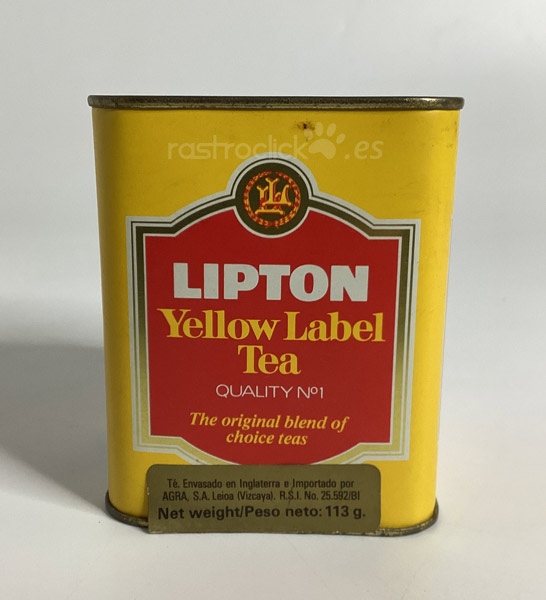 rastroclick.es
LIPTON
Yellow Label
Tea
QUALITY Nº1
The original blend of
choice teas
Té. Envasado en Inglaterra e Importado por
AGRA, S.A. Leioa (Vizcaya). R.S.I. No. 25.592/BI
Net weight/Peso neto: 113 g.